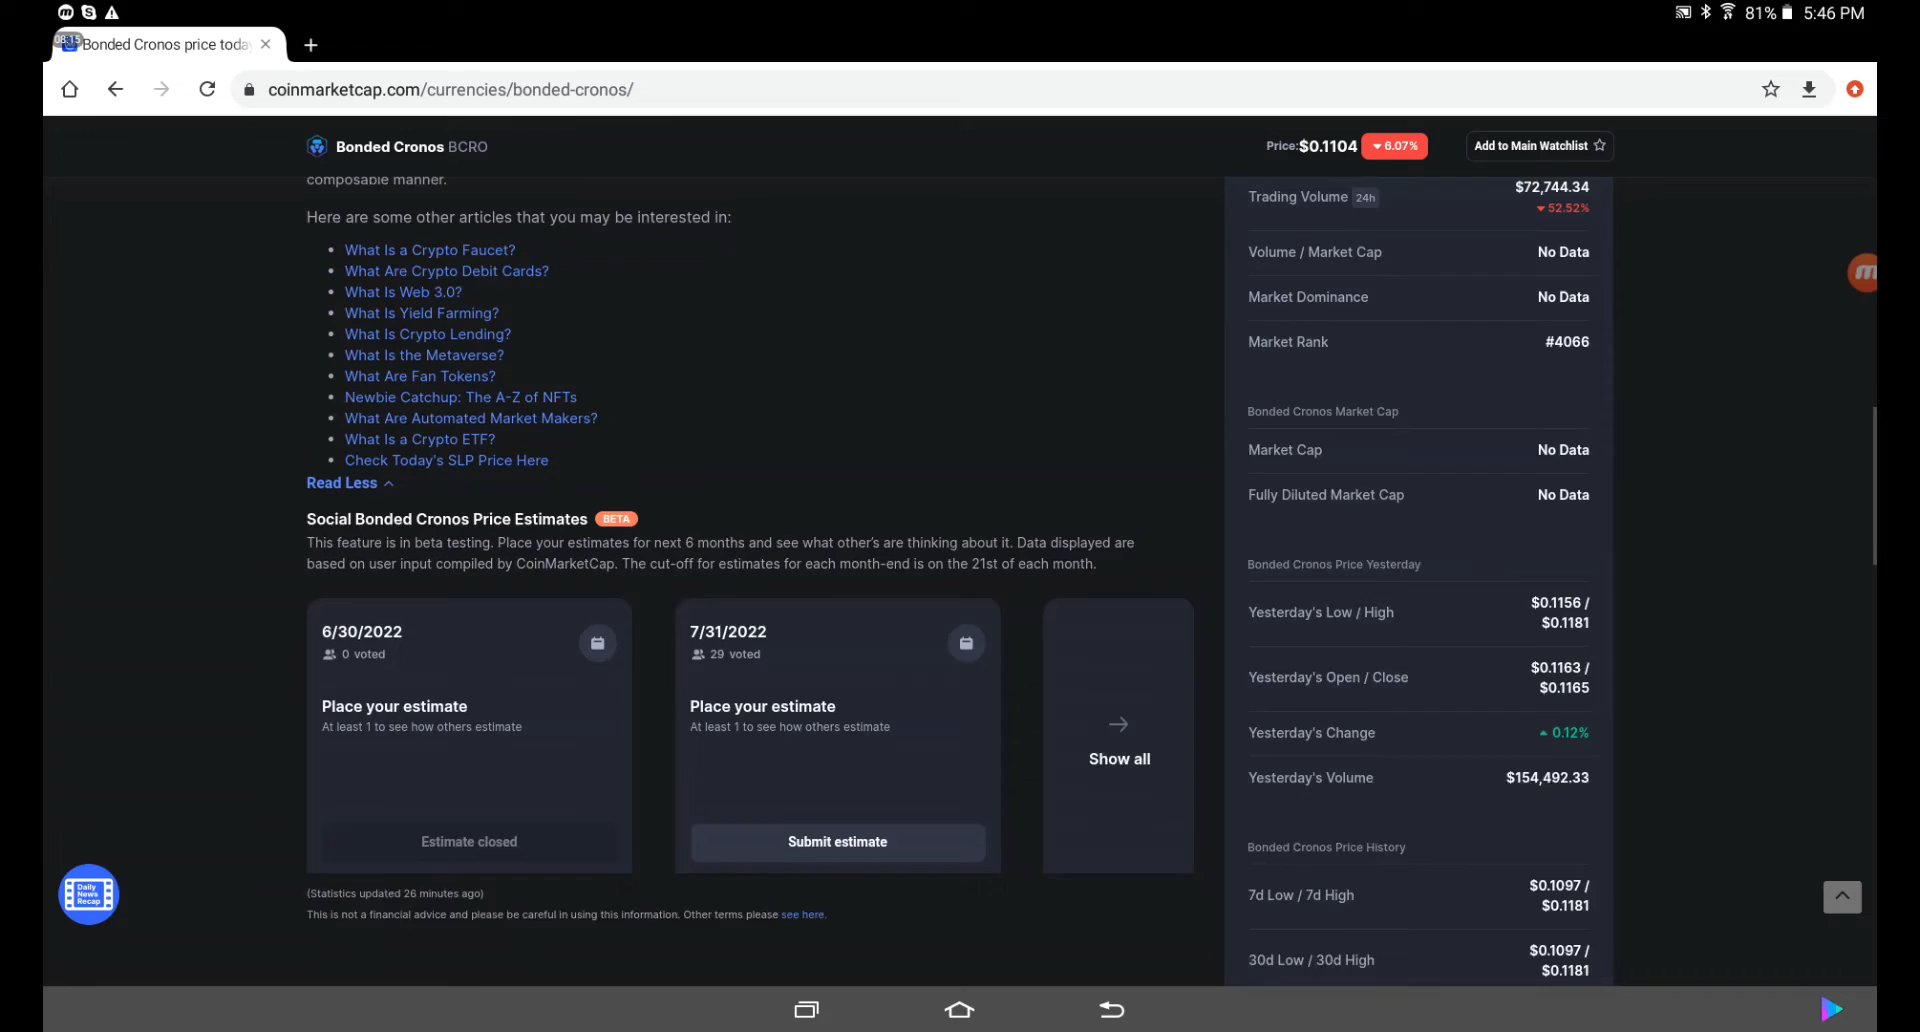 81% 5:46 PM
08:15
Bonded Cronos price toda
coinmarketcap.com/currencies/bonded-cronos/
Bonded Cronos BCRO
Price:$0.1104 6.07%
Add to Main Watchlist
composable manner.
Here are some other articles that you may be interested in:
What Is a Crypto Faucet?
What Are Crypto Debit Cards?
What Is Web 3.0?
What Is Yield Farming?
What Is Crypto Lending?
What Is the Metaverse?
What Are Fan Tokens?
Newbie Catchup: The A-Z of NFTs
What Are Automated Market Makers?
What Is a Crypto ETF?
Check Today's SLP Price Here
Read Less
Social Bonded Cronos Price Estimates BETA
This feature is in beta testing. Place your estimates for next 6 months and see what other's are thinking about it. Data displayed are
based on user input compiled by CoinMarketCap. The cut-off for estimates for each month-end is on the 21st of each month.
6/30/2022
0 voted
Place your estimate
At least 1 to see how others estimate
Estimate closed
7/31/2022
29 voted
Place your estimate
At least 1 to see how others estimate
Submit estimate
Show all
(Statistics updated 26 minutes ago)
This is not a financial advice and please be careful in using this information. Other terms please see here.
Daily
News
Recap
Trading Volume 24h
$72,744.34
52.52%
Volume / Market Cap No Data
Market Dominance No Data
Market Rank #4066
Bonded Cronos Market Cap
Market Cap No Data
Fully Diluted Market Cap No Data
Bonded Cronos Price Yesterday
Yesterday's Low / High
$0.1156 /
$0.1181
Yesterday's Open / Close
$0.1163 /
$0.1165
Yesterday's Change 0.12%
Yesterday's Volume $154,492.33
Bonded Cronos Price History
7d Low / 7d High
$0.1097 /
$0.1181
30d Low / 30d High
$0.1097 /
$0.1181